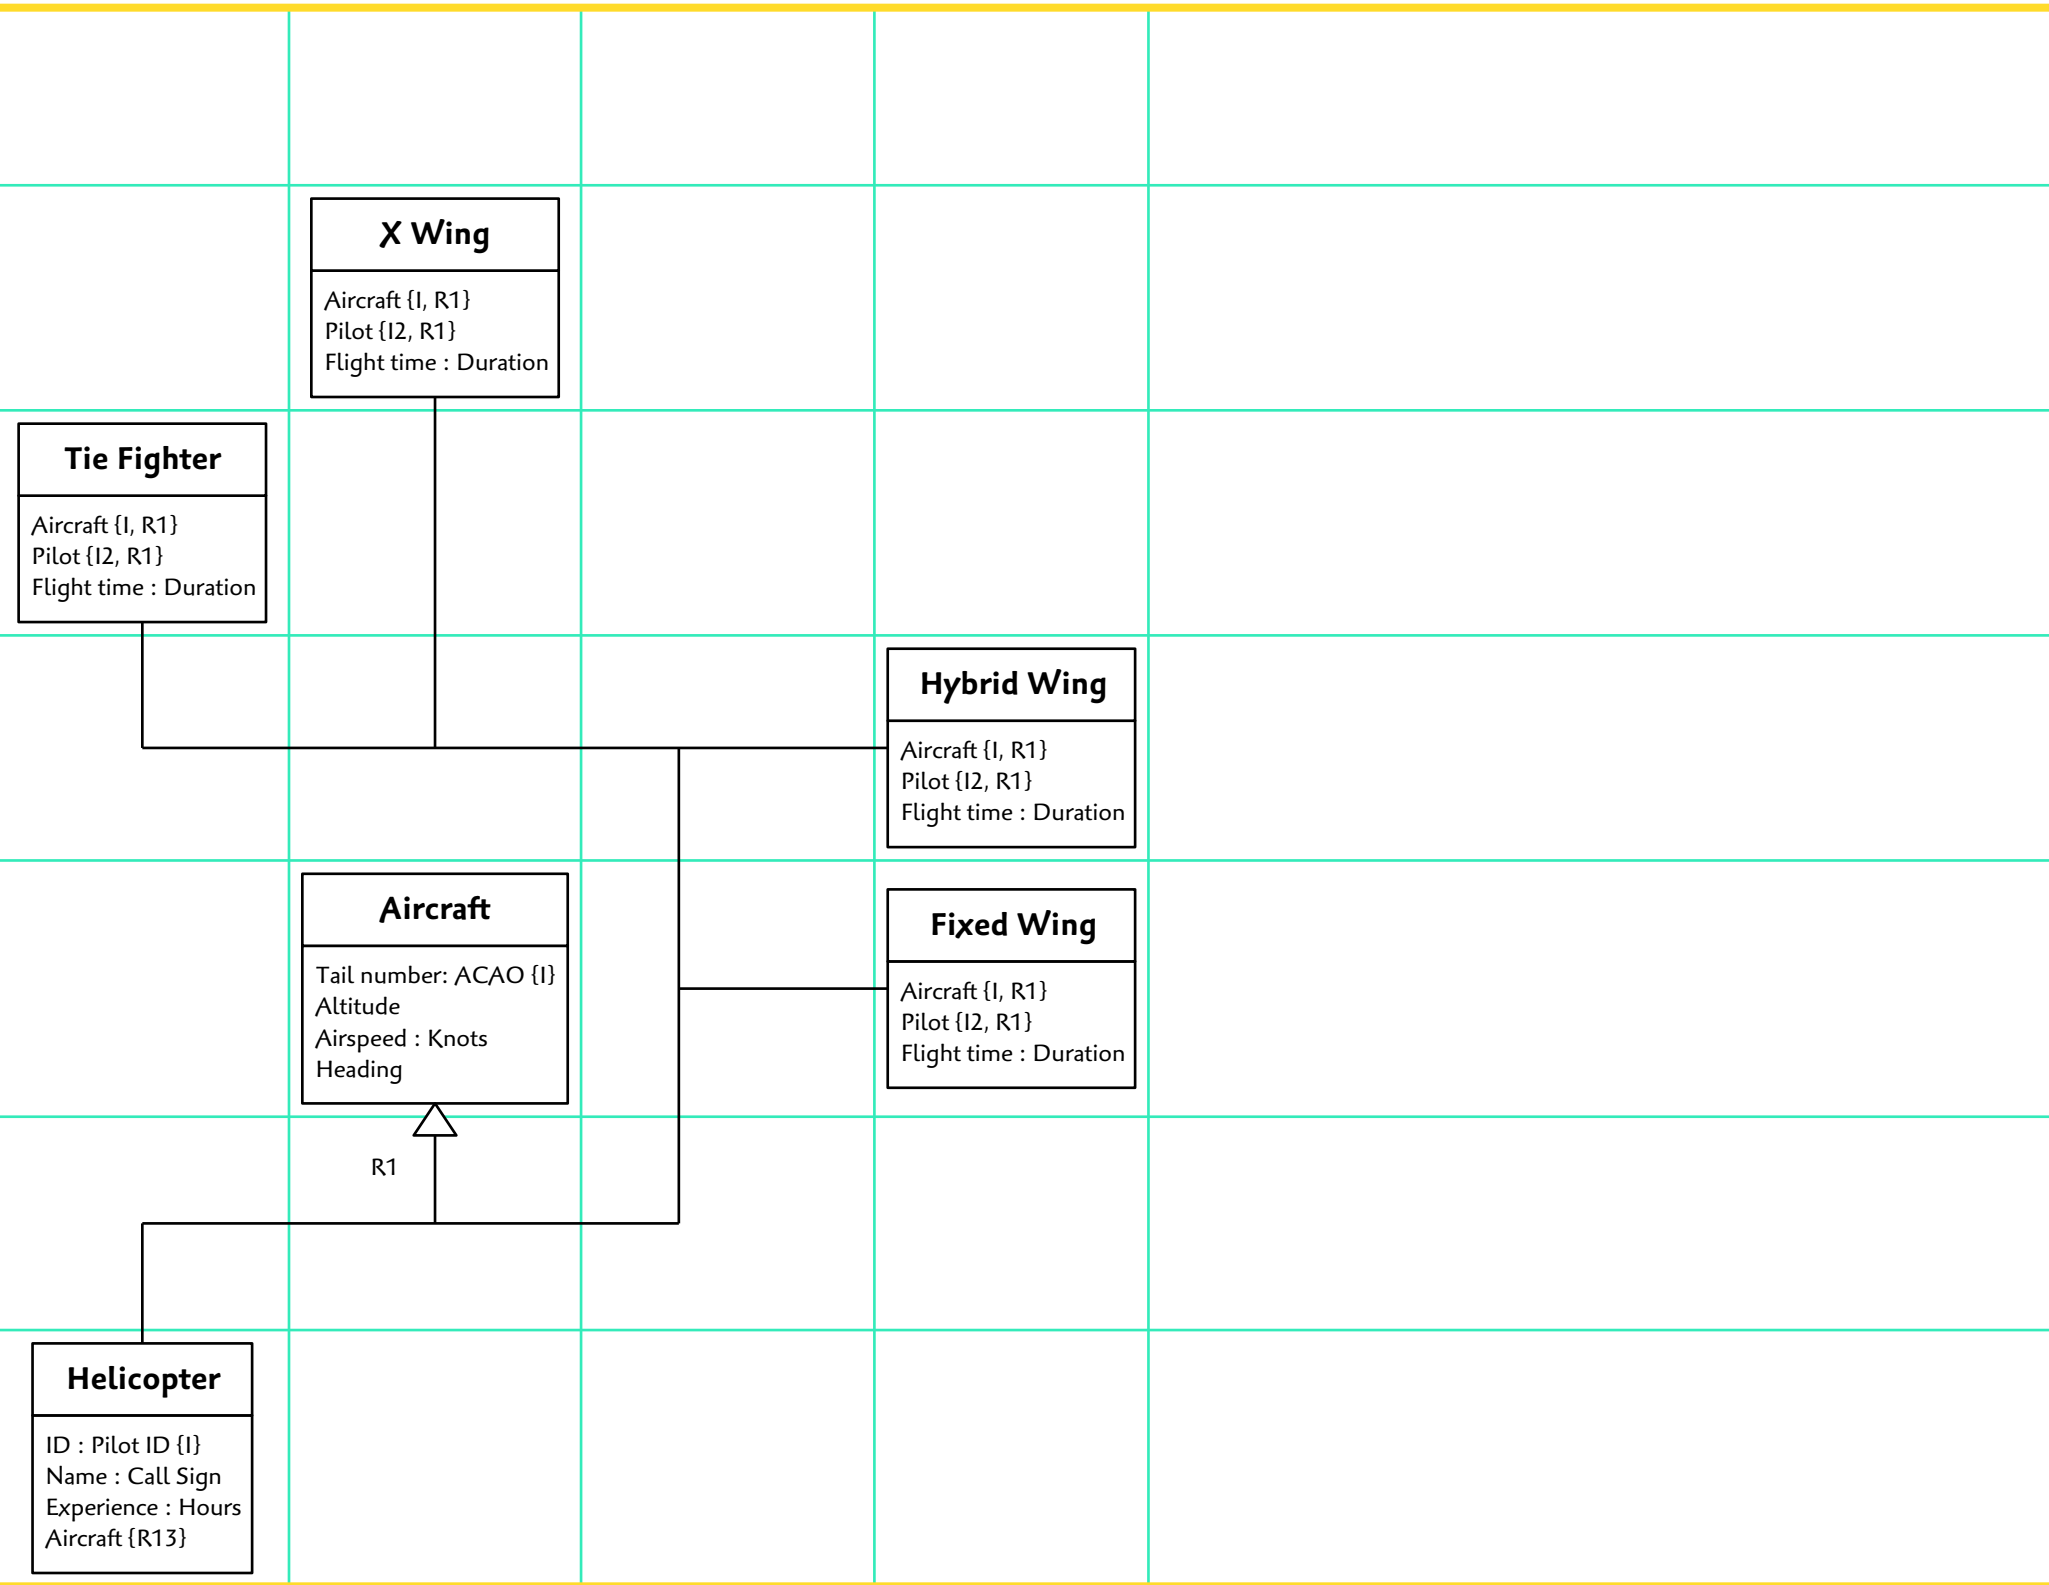 X Wing
Aircraft {I, R1}
Pilot {I2, R1}
Flight time : Duration
Tie Fighter
Aircraft {I, R1}
Pilot {I2, R1}
Flight time : Duration
Hybrid Wing
Aircraft {I, R1}
Pilot {I2, R1}
Flight time : Duration
Aircraft
Tail number: ACAO {I}
Altitude
Airspeed : Knots
Heading
Fixed Wing
Aircraft {I, R1}
Pilot {I2, R1}
Flight time : Duration
R1
Helicopter
ID : Pilot ID {I}
Name : Call Sign
Experience : Hours
Aircraft {R13}